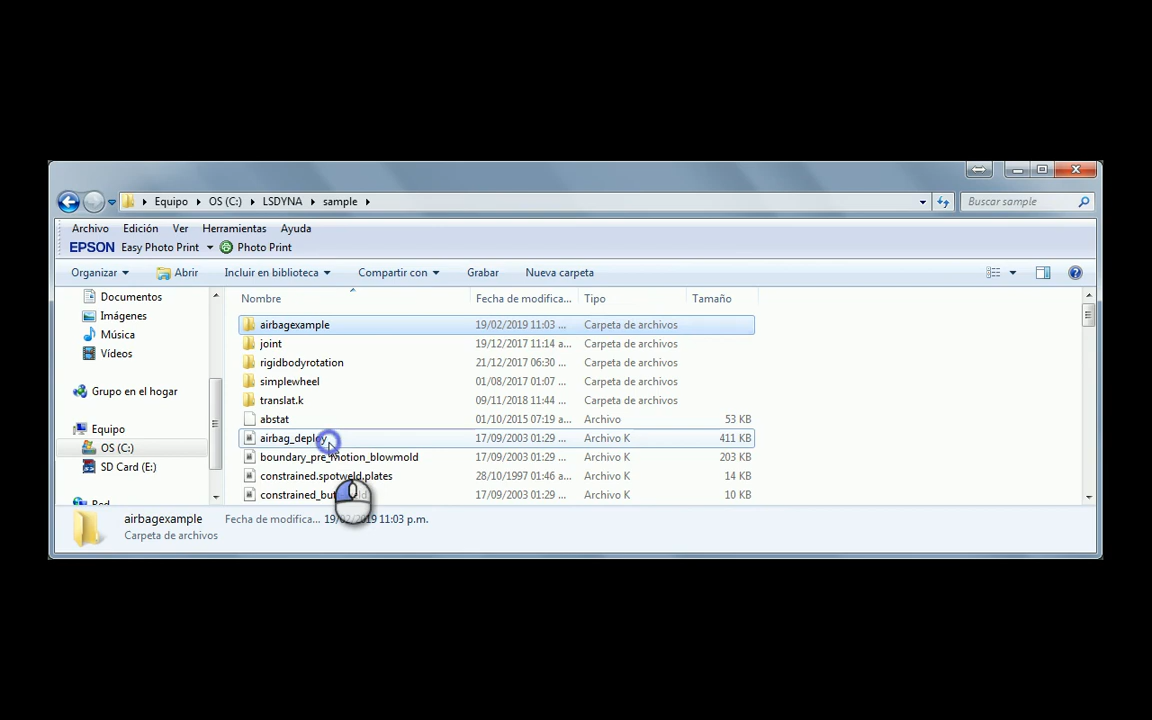 Equipo OS (C:) LSDYNA sample
Buscar sample
Archivo Edición Ver Herramientas Ayuda
EPSON Easy Photo Print Photo Print
Organizar Abrir Incluir en biblioteca Compartir con Grabar Nueva carpeta
Documentos
Imágenes
Música
Vídeos
Grupo en el hogar
Equipo
OS (C:)
SD Card (E:)
Red
Nombre Fecha de modifica... Tipo Tamaño
airbagexample 19/02/2019 11:03 ... Carpeta de archivos
joint 19/12/2017 11:14 a... Carpeta de archivos
rigidbodyrotation 21/12/2017 06:30 ... Carpeta de archivos
simplewheel 01/08/2017 01:07 ... Carpeta de archivos
translat.k 09/11/2018 11:44 ... Carpeta de archivos
abstat 01/10/2015 07:19 a... Archivo 53 KB
airbag_deploy 17/09/2003 01:29 ... Archivo K 411 KB
boundary_pre_motion_blowmold 17/09/2003 01:29 ... Archivo K 203 KB
constrained.spotweld.plates 28/10/1997 01:46 a... Archivo K 14 KB
17/09/2003 01:29 ... Archivo K 10 KB
airbagexample Fecha de modifica... 19/02/2019 11:03 p.m.
Carpeta de archivos